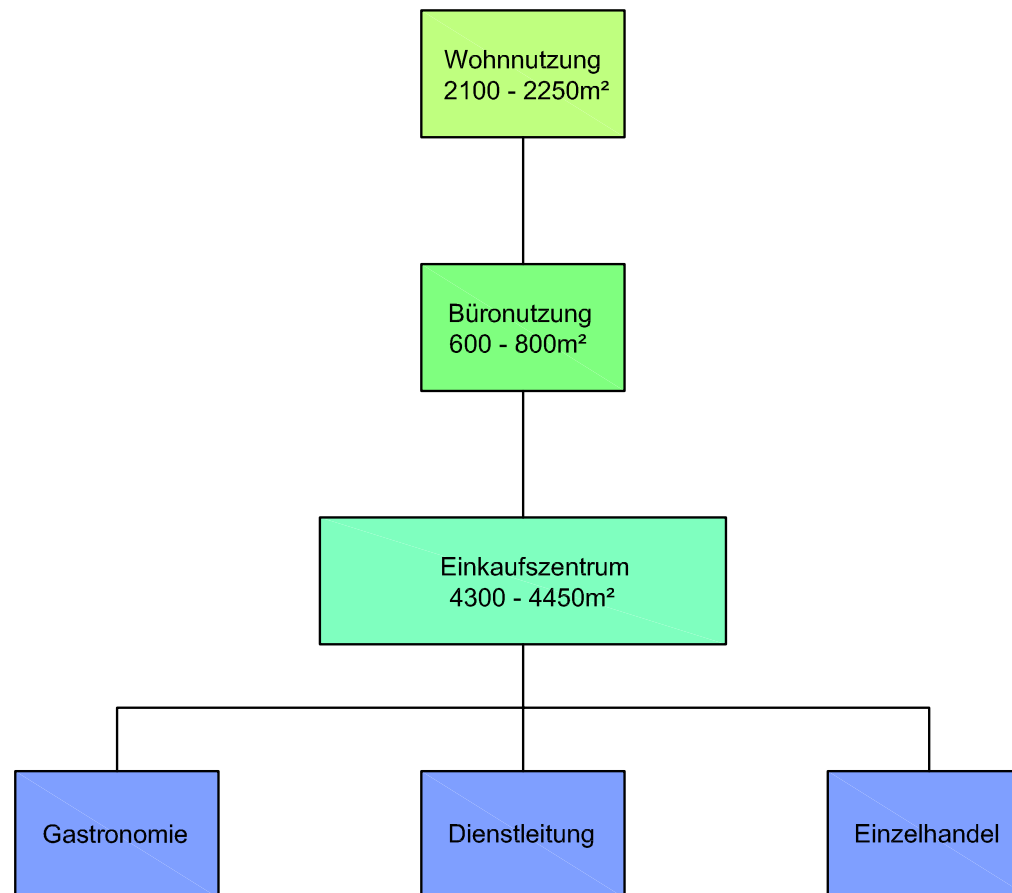 Wohnnutzung
2100 - 2250m²
Büronutzung
600 - 800m²
Einkaufszentrum
4300 - 4450m²
Gastronomie
Dienstleitung
Einzelhandel